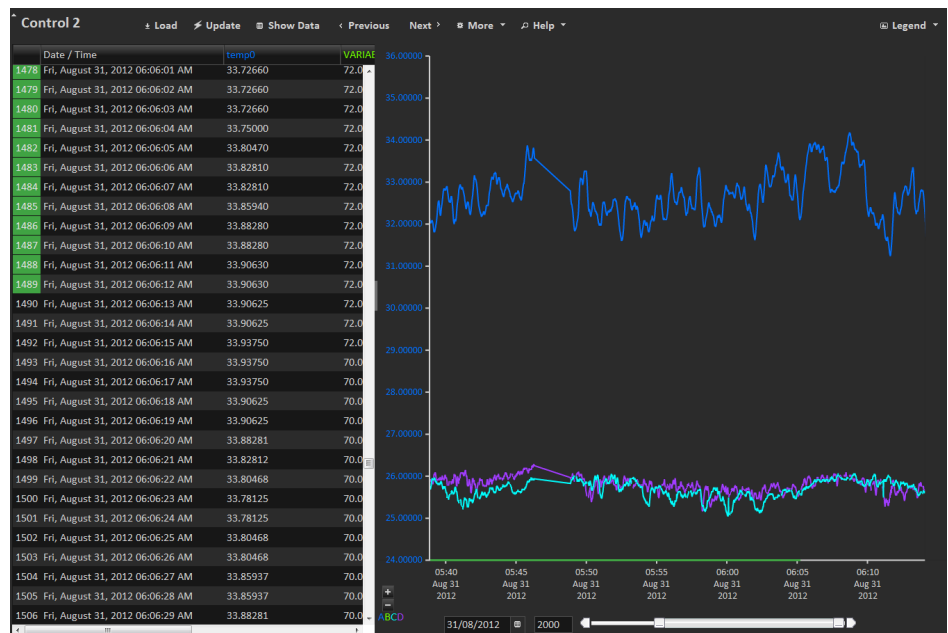 Control 2 Load Update Show Data Previous Next More Help Legend
Date / Time temp0 VARIAB
1478 Fri, August 31, 2012 06:06:01 AM 33.72660 72.0
1479 Fri, August 31, 2012 06:06:02 AM 33.72660 72.0
1480 Fri, August 31, 2012 06:06:03 AM 33.72660 72.0
1481 Fri, August 31, 2012 06:06:04 AM 33.75000 72.0
1482 Fri, August 31, 2012 06:06:05 AM 33.80470 72.0
1483 Fri, August 31, 2012 06:06:06 AM 33.82810 72.0
1484 Fri, August 31, 2012 06:06:07 AM 33.82810 72.0
1485 Fri, August 31, 2012 06:06:08 AM 33.85940 72.0
1486 Fri, August 31, 2012 06:06:09 AM 33.88280 72.0
1487 Fri, August 31, 2012 06:06:10 AM 33.88280 72.0
1488 Fri, August 31, 2012 06:06:11 AM 33.90630 72.0
1489 Fri, August 31, 2012 06:06:12 AM 33.90630 72.0
1490 Fri, August 31, 2012 06:06:13 AM 33.90625 72.0
1491 Fri, August 31, 2012 06:06:14 AM 33.90625 72.0
1492 Fri, August 31, 2012 06:06:15 AM 33.93750 72.0
1493 Fri, August 31, 2012 06:06:16 AM 33.93750 70.0
1494 Fri, August 31, 2012 06:06:17 AM 33.93750 70.0
1495 Fri, August 31, 2012 06:06:18 AM 33.90625 70.0
1496 Fri, August 31, 2012 06:06:19 AM 33.90625 70.0
1497 Fri, August 31, 2012 06:06:20 AM 33.88281 70.0
1498 Fri, August 31, 2012 06:06:21 AM 33.82812 70.0
1499 Fri, August 31, 2012 06:06:22 AM 33.80468 70.0
1500 Fri, August 31, 2012 06:06:23 AM 33.78125 70.0
1501 Fri, August 31, 2012 06:06:24 AM 33.78125 70.0
1502 Fri, August 31, 2012 06:06:25 AM 33.80468 70.0
1503 Fri, August 31, 2012 06:06:26 AM 33.80468 70.0
1504 Fri, August 31, 2012 06:06:27 AM 33.85937 70.0
1505 Fri, August 31, 2012 06:06:28 AM 33.85937 70.0
1506 Fri, August 31, 2012 06:06:29 AM 33.88281 70.0
36.00000
35.00000
34.00000
33.00000
32.00000
31.00000
30.00000
29.00000
28.00000
27.00000
26.00000
25.00000
24.00000
05:40 05:45 05:50 05:55 06:00 06:05 06:10
Aug 31 Aug 31 Aug 31 Aug 31 Aug 31 Aug 31 Aug 31
2012 2012 2012 2012 2012 2012 2012
+
−
ABCD
31/08/2012 2000